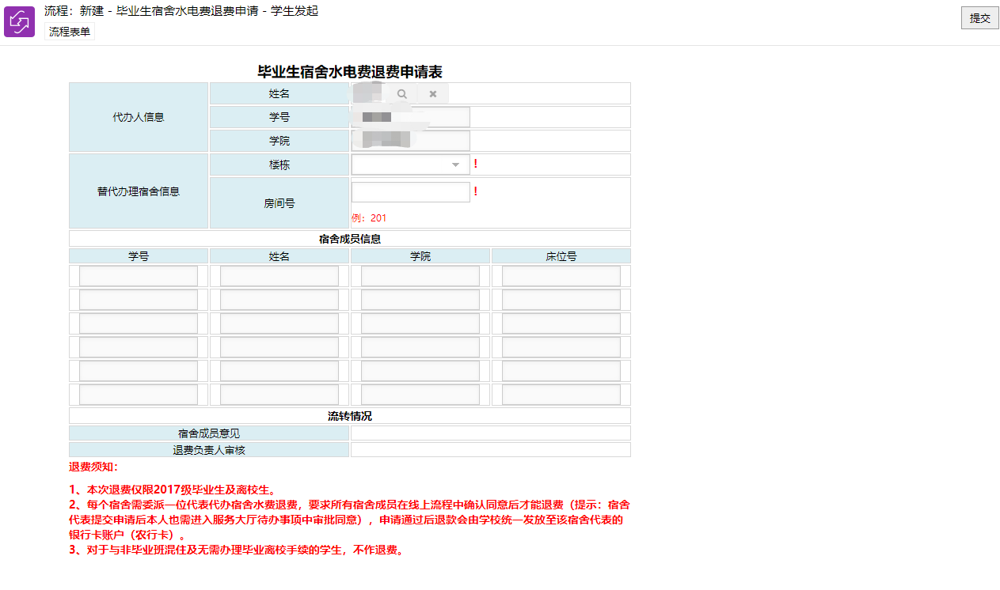 流程：新建 - 毕业生宿舍水电费退费申请 - 学生发起
提交
流程表单
毕业生宿舍水电费退费申请表
代办人信息
姓名
学号
学院
替代办理宿舍信息
楼栋
!
房间号
!
例：201
宿舍成员信息
学号 姓名 学院 床位号
流转情况
宿舍成员意见
退费负责人审核
退费须知：
1、本次退费仅限2017级毕业生及离校生。
2、每个宿舍需委派一位代表代办宿舍水费退费，要求所有宿舍成员在线上流程中确认同意后才能退费（提示：宿舍
代表提交申请后本人也需进入服务大厅待办事项中审批同意），申请通过后退款会由学校统一发放至该宿舍代表的
银行卡账户（农行卡）。
3、对于与非毕业班混住及无需办理毕业离校手续的学生，不作退费。